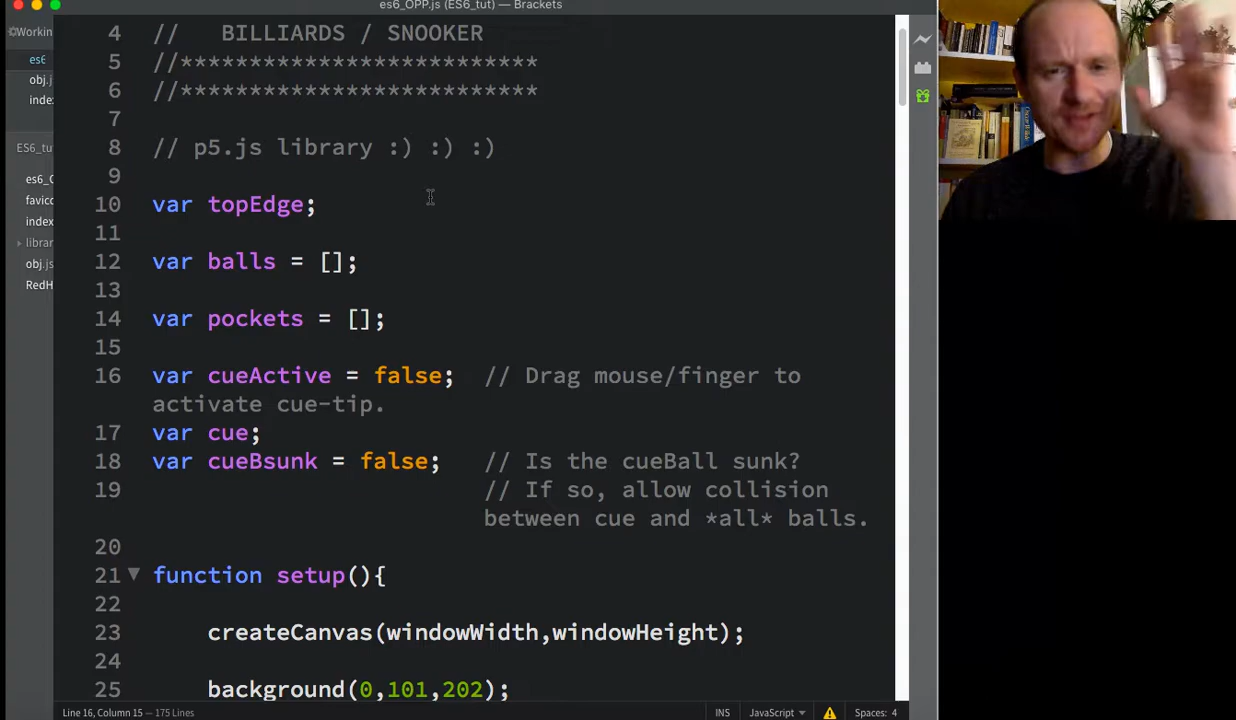 es6_OPP.js (ES6_tut) — Brackets
Workin
es6
obj.j
index
ES6_tu
es6_O
favico
index
librar
obj.js
RedH
4 // BILLIARDS / SNOOKER
5 //**************************
6 //**************************
7
8 // p5.js library :) :) :)
9
10 var topEdge;
11
12 var balls = [];
13
14 var pockets = [];
15
16 var cueActive = false; // Drag mouse/finger to
activate cue-tip.
17 var cue;
18 var cueBsunk = false; // Is the cueBall sunk?
19 // If so, allow collision
between cue and *all* balls.
20
21 function setup(){
22
23 createCanvas(windowWidth,windowHeight);
24
25 background(0,101,202);
Line 16, Column 15 — 175 Lines
INS
JavaScript
Spaces: 4